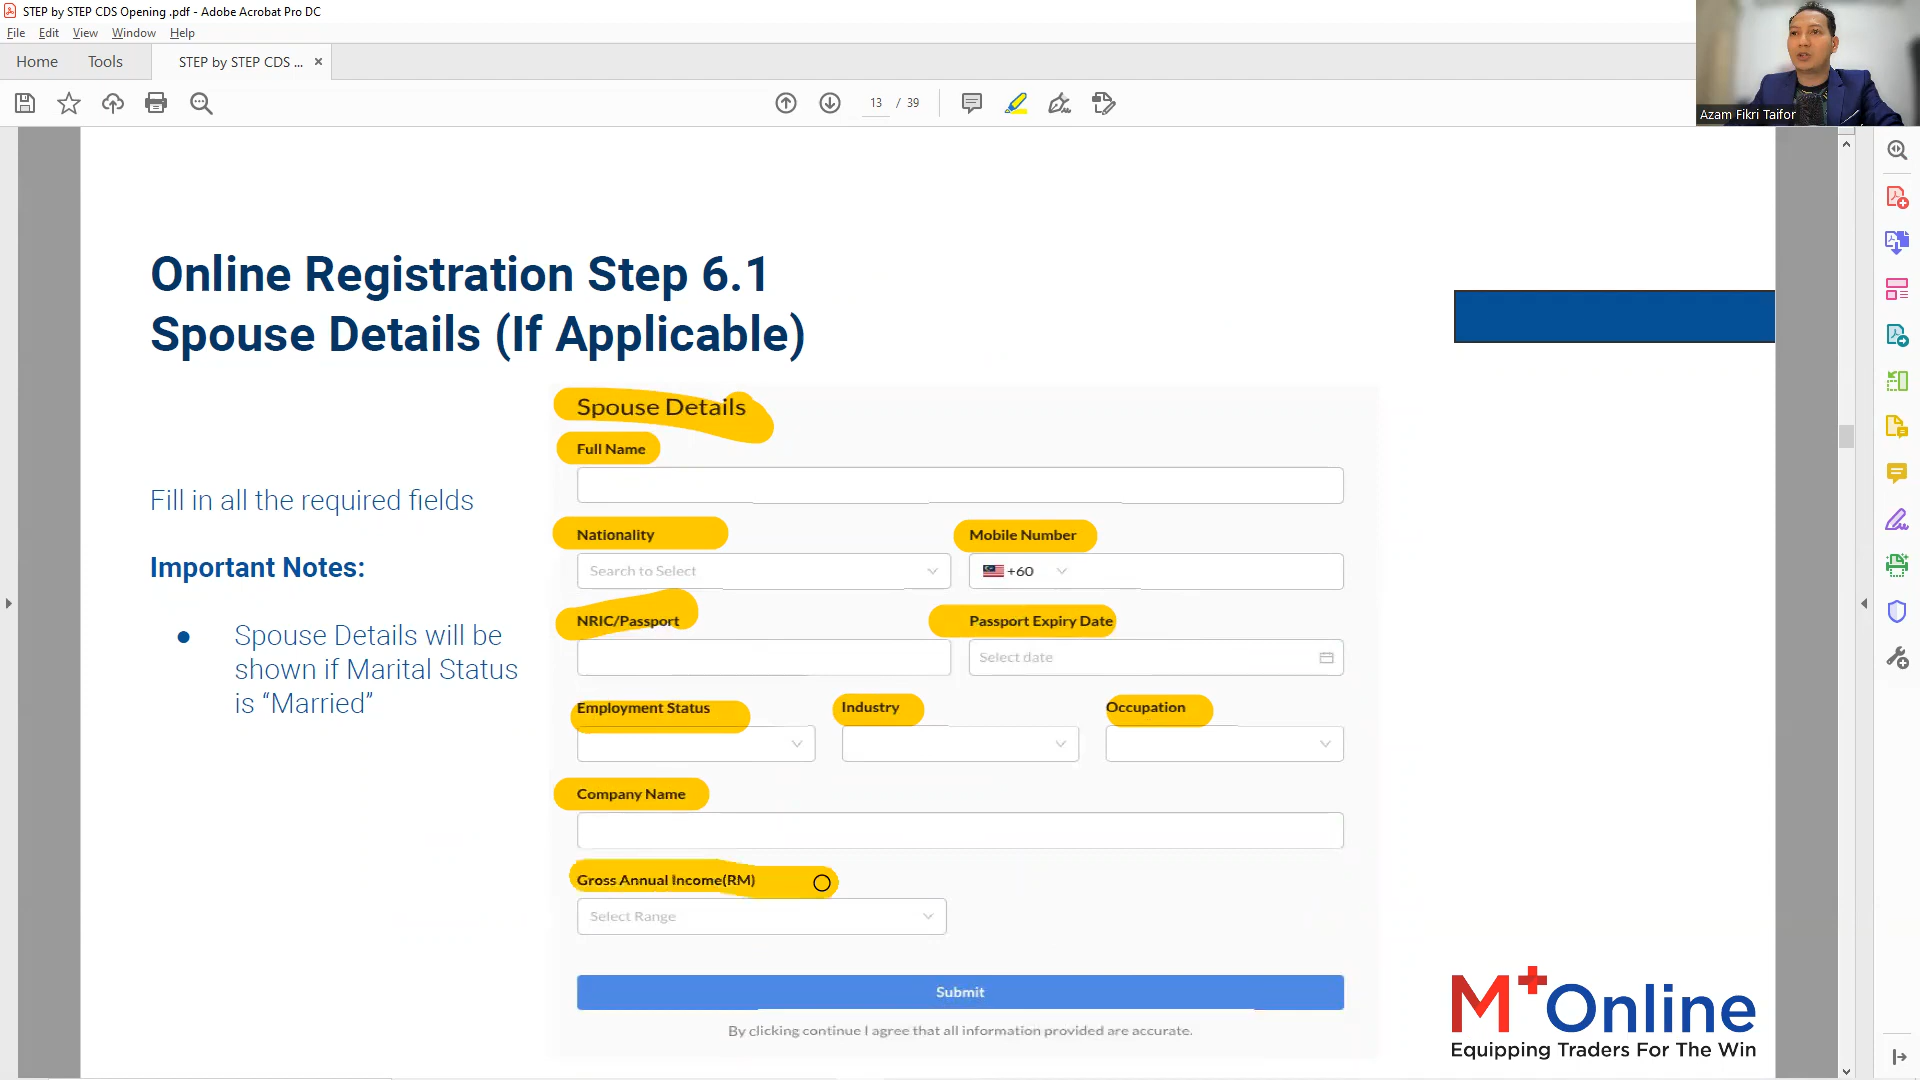 STEP by STEP CDS Opening .pdf - Adobe Acrobat Pro DC
File Edit View Window Help
Home Tools STEP by STEP CDS ... ×
13 / 39
Azam Fikri Taifor
Online Registration Step 6.1
Spouse Details (If Applicable)
Fill in all the required fields
Important Notes:
● Spouse Details will be
shown if Marital Status
is “Married”
Spouse Details
Full Name
Nationality Mobile Number
Search to Select +60
NRIC/Passport Passport Expiry Date
Select date
Employment Status Industry Occupation
Company Name
Gross Annual Income(RM)
Select Range
Submit
By clicking continue I agree that all information provided are accurate.
M+Online
Equipping Traders For The Win